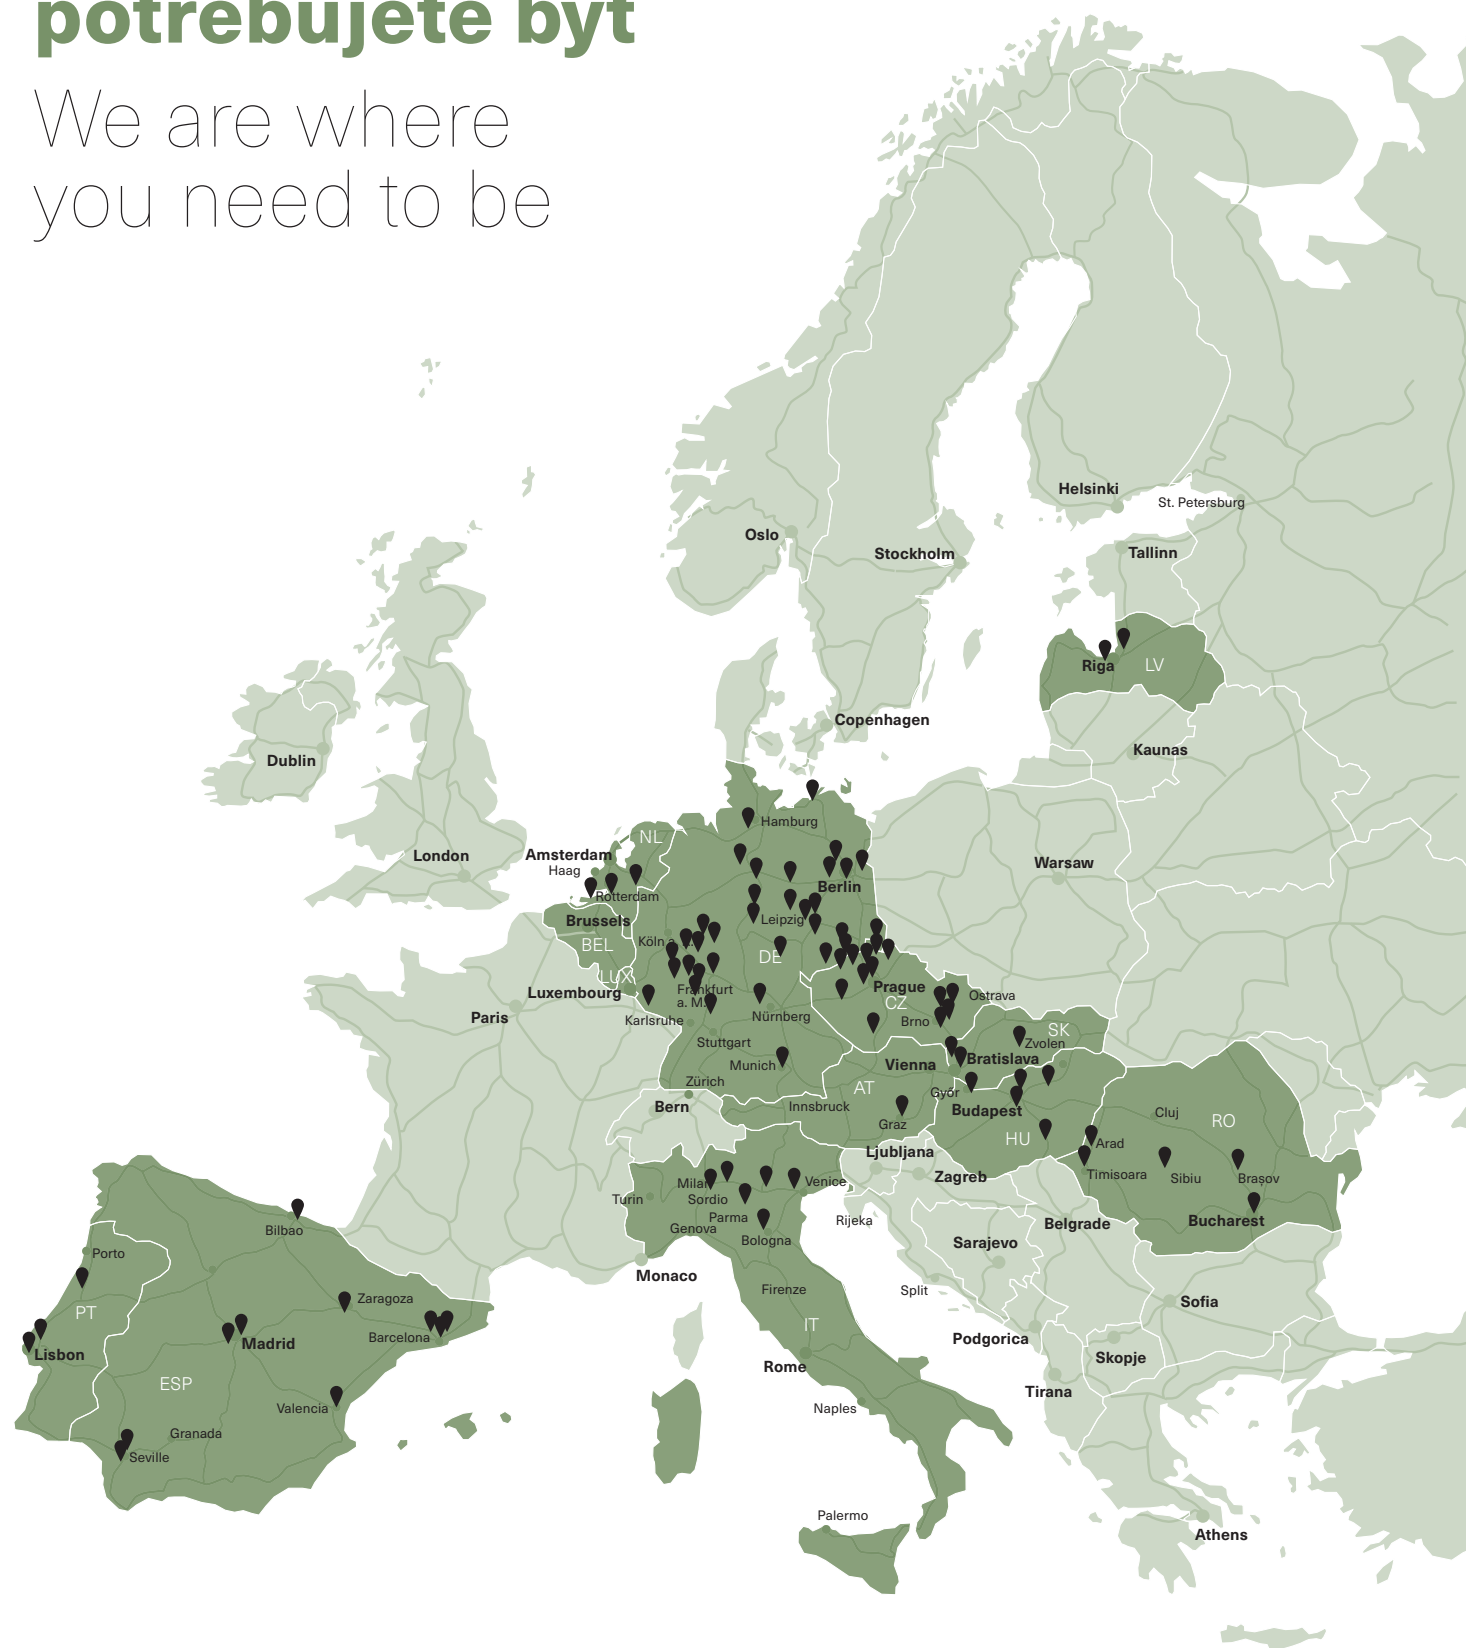 potrebujete byť
We are where
you need to be
Helsinki
St. Petersburg
Oslo
Stockholm
Tallinn
Riga
LV
Copenhagen
Dublin
Kaunas
Hamburg
NL
London
Amsterdam
Haag
Warsaw
Berlin
Rotterdam
Brussels
Leipzig
BEL
Köln a.
DE
LUX
Luxembourg
Frankfurt
a. M.
Prague
CZ
Ostrava
Paris
Karlsruhe
Nürnberg
Brno
SK
Stuttgart
Zvolen
Munich
Vienna
Bratislava
Zürich
AT
Győr
Bern
Innsbruck
Budapest
Cluj
RO
Graz
HU
Arad
Ljubljana
Milan
Venice
Zagreb
Timisoara
Sibiu
Brașov
Turin
Sordio
Parma
Genova
Rijeka
Belgrade
Bucharest
Bilbao
Bologna
Sarajevo
Porto
Monaco
Firenze
Split
Zaragoza
Sofia
PT
IT
Barcelona
Madrid
Podgorica
Lisbon
Rome
Skopje
ESP
Tirana
Valencia
Naples
Granada
Seville
Palermo
Athens